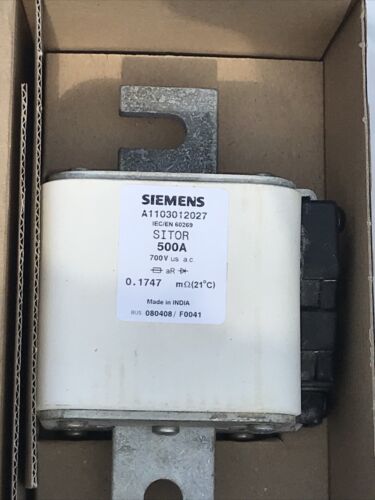 SIEMENS
A1103012027
IEC/EN 60269
SITOR
500A
700V us a.c.
aR
0.1747 mΩ(21°C)
Made in INDIA
BUS 080408/ F0041